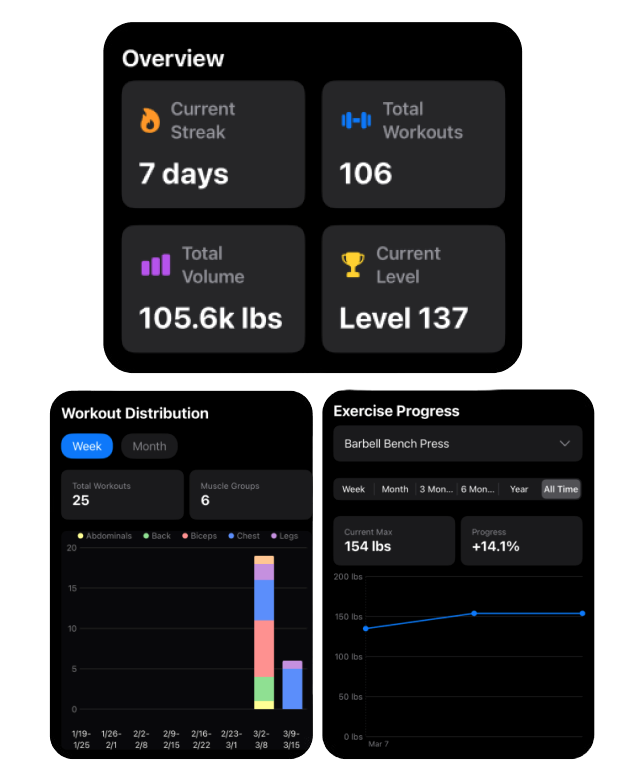 Overview
Current
Streak
7 days
Total
Workouts
106
Total
Volume
105.6k lbs
Current
Level
Level 137
Workout Distribution
Week
Month
Total Workouts
25
Muscle Groups
6
Abdominals Back Biceps Chest Legs
20
15
10
5
0
1/19-
1/25
1/26-
2/1
2/2-
2/8
2/9-
2/15
2/16-
2/22
2/23-
3/1
3/2-
3/8
3/9-
3/15
Exercise Progress
Barbell Bench Press
Week Month 3 Mon... 6 Mon... Year All Time
Current Max
154 lbs
Progress
+14.1%
200 lbs
150 lbs
100 lbs
50 lbs
0 lbs
Mar 7